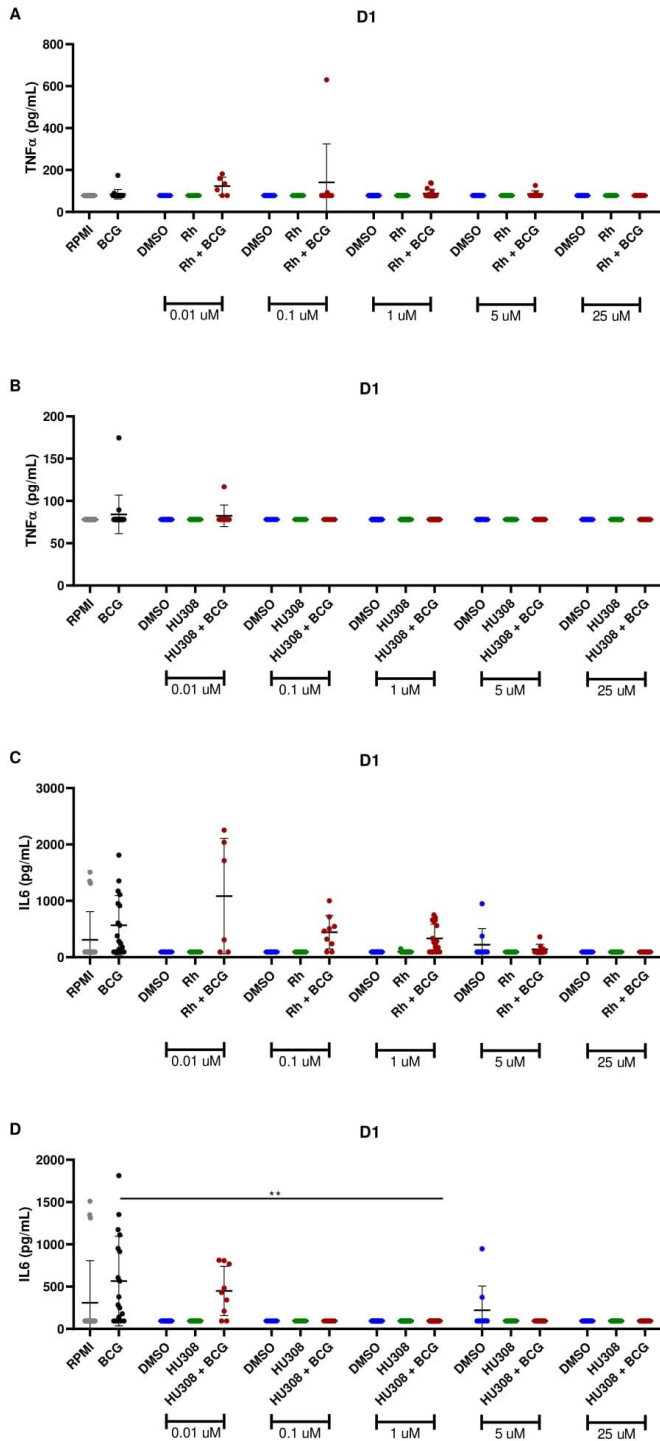 A
D1
TNFα (pg/mL)
800
600
400
200
0
RPMI
BCG
DMSO
Rh
Rh + BCG
DMSO
Rh
Rh + BCG
DMSO
Rh
Rh + BCG
DMSO
Rh
Rh + BCG
DMSO
Rh
Rh + BCG
0.01 uM
0.1 uM
1 uM
5 uM
25 uM
B
D1
TNFα (pg/mL)
200
150
100
50
0
RPMI
BCG
DMSO
HU308
HU308 + BCG
DMSO
HU308
HU308 + BCG
DMSO
HU308
HU308 + BCG
DMSO
HU308
HU308 + BCG
DMSO
HU308
HU308 + BCG
0.01 uM
0.1 uM
1 uM
5 uM
25 uM
C
D1
IL6 (pg/mL)
3000
2000
1000
0
RPMI
BCG
DMSO
Rh
Rh + BCG
DMSO
Rh
Rh + BCG
DMSO
Rh
Rh + BCG
DMSO
Rh
Rh + BCG
DMSO
Rh
Rh + BCG
0.01 uM
0.1 uM
1 uM
5 uM
25 uM
D
D1
IL6 (pg/mL)
2000
1500
1000
500
0
**
RPMI
BCG
DMSO
HU308
HU308 + BCG
DMSO
HU308
HU308 + BCG
DMSO
HU308
HU308 + BCG
DMSO
HU308
HU308 + BCG
DMSO
HU308
HU308 + BCG
0.01 uM
0.1 uM
1 uM
5 uM
25 uM